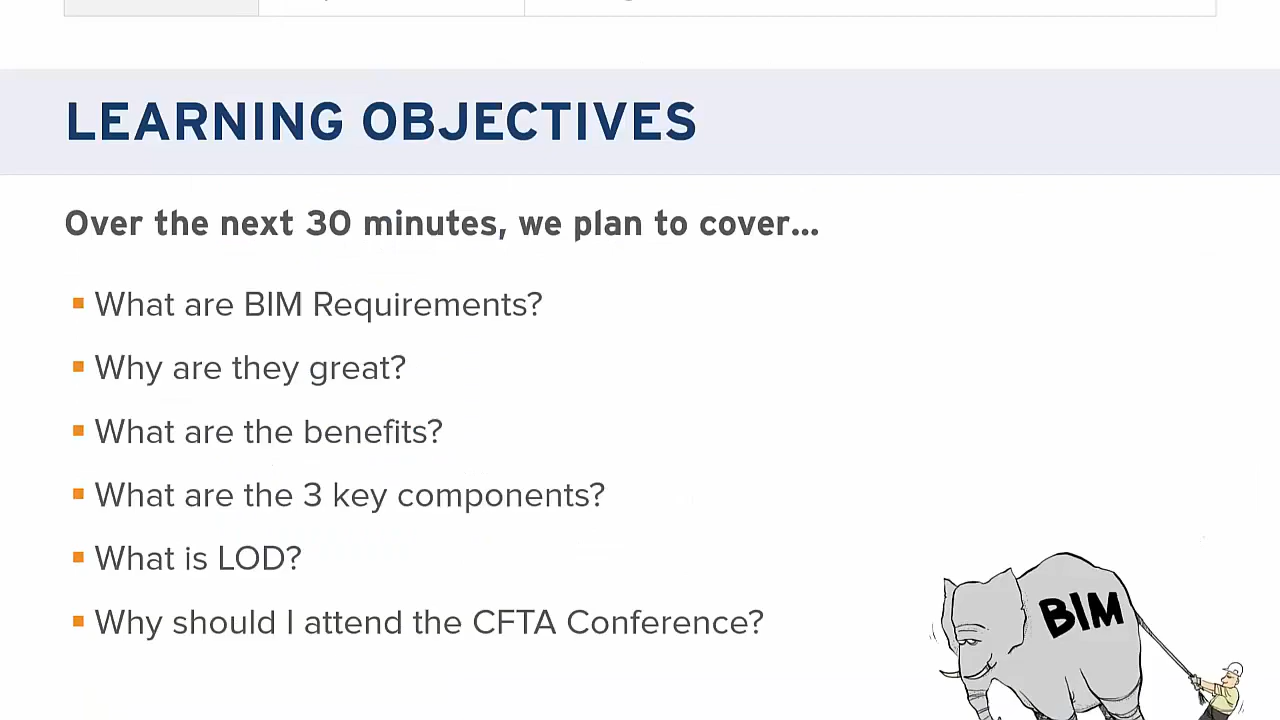 LEARNING OBJECTIVES
Over the next 30 minutes, we plan to cover...
▪ What are BIM Requirements?
▪ Why are they great?
▪ What are the benefits?
▪ What are the 3 key components?
▪ What is LOD?
▪ Why should I attend the CFTA Conference?
BIM